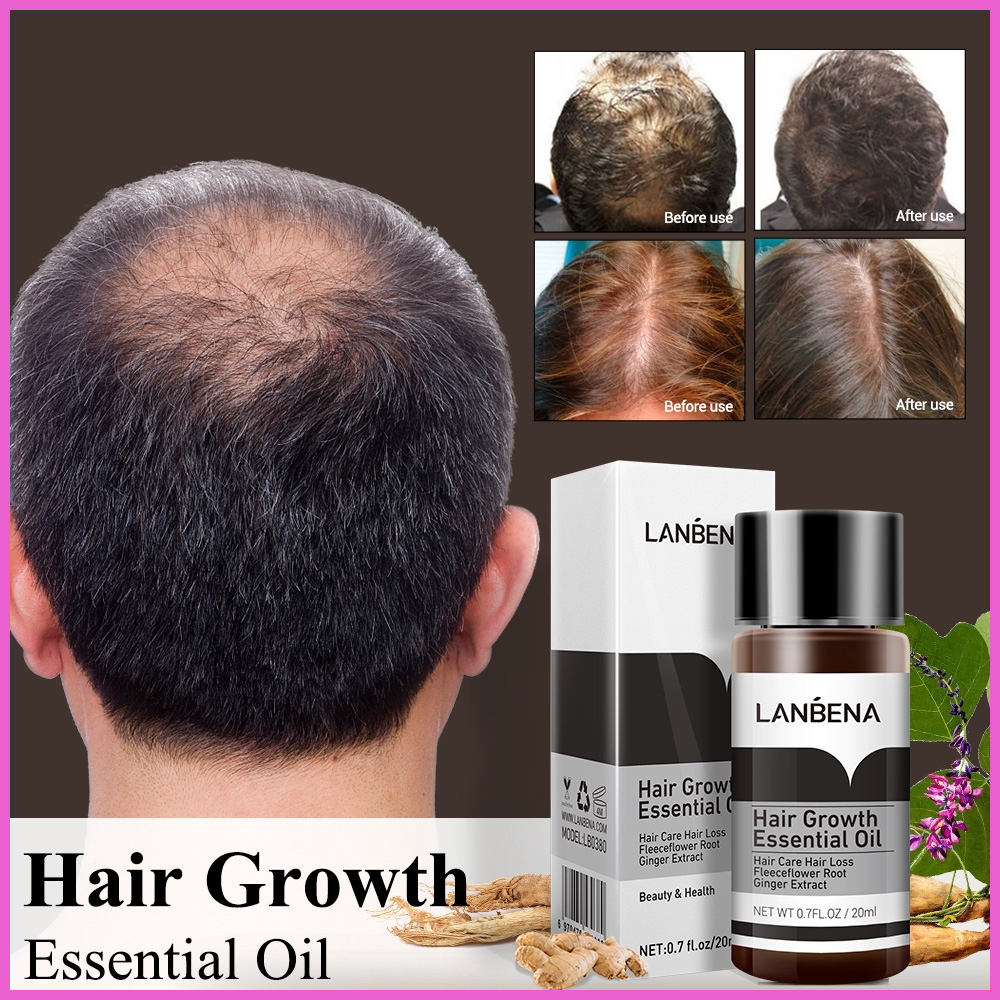 Before use
After use
Before use
After use
LANBENA
Hair Growth
Essential Oil
Hair Care Hair Loss
Fleeceflower Root
Ginger Extract
WWW.LANBENA.COM
MODEL:LB0380
Beauty & Health
NET:0.7 fl.oz/20
LANBENA
Hair Growth
Essential Oil
Hair Care Hair Loss
Fleeceflower Root
Ginger Extract
NET WT 0.7FL.OZ / 20ml
Hair Growth
Essential Oil